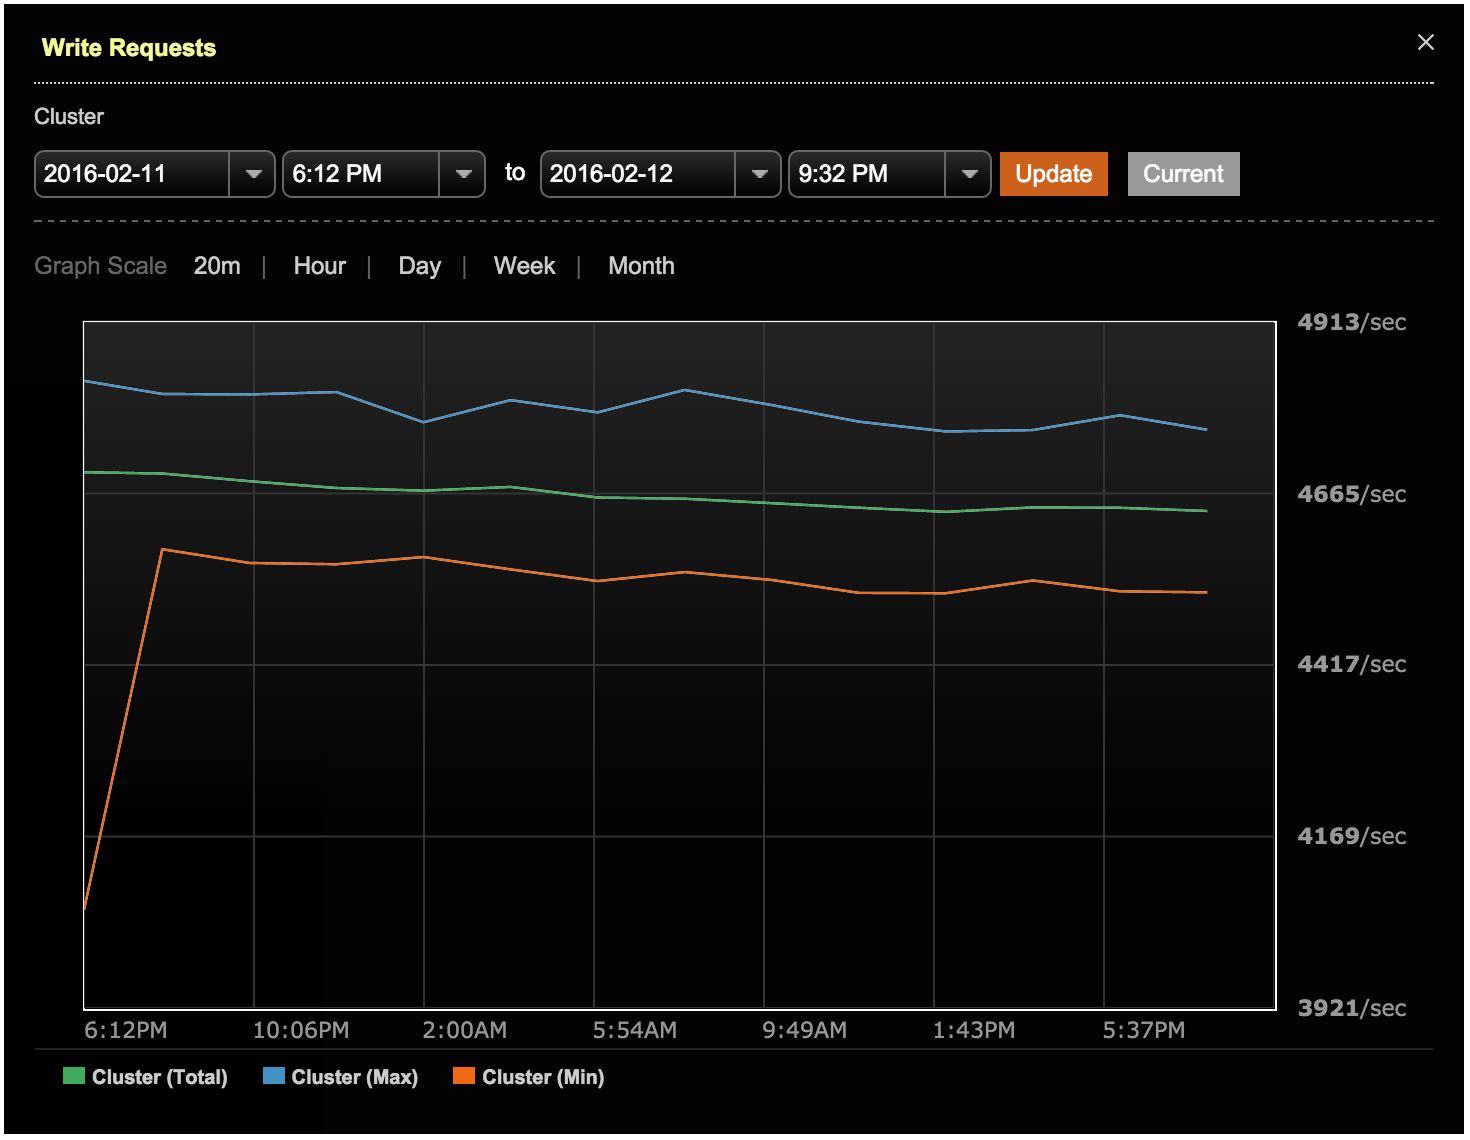 Write Requests
Cluster
2016-02-11 6:12 PM to 2016-02-12 9:32 PM Update Current
Graph Scale 20m | Hour | Day | Week | Month
4913/sec
4665/sec
4417/sec
4169/sec
3921/sec
6:12PM 10:06PM 2:00AM 5:54AM 9:49AM 1:43PM 5:37PM
Cluster (Total) Cluster (Max) Cluster (Min)